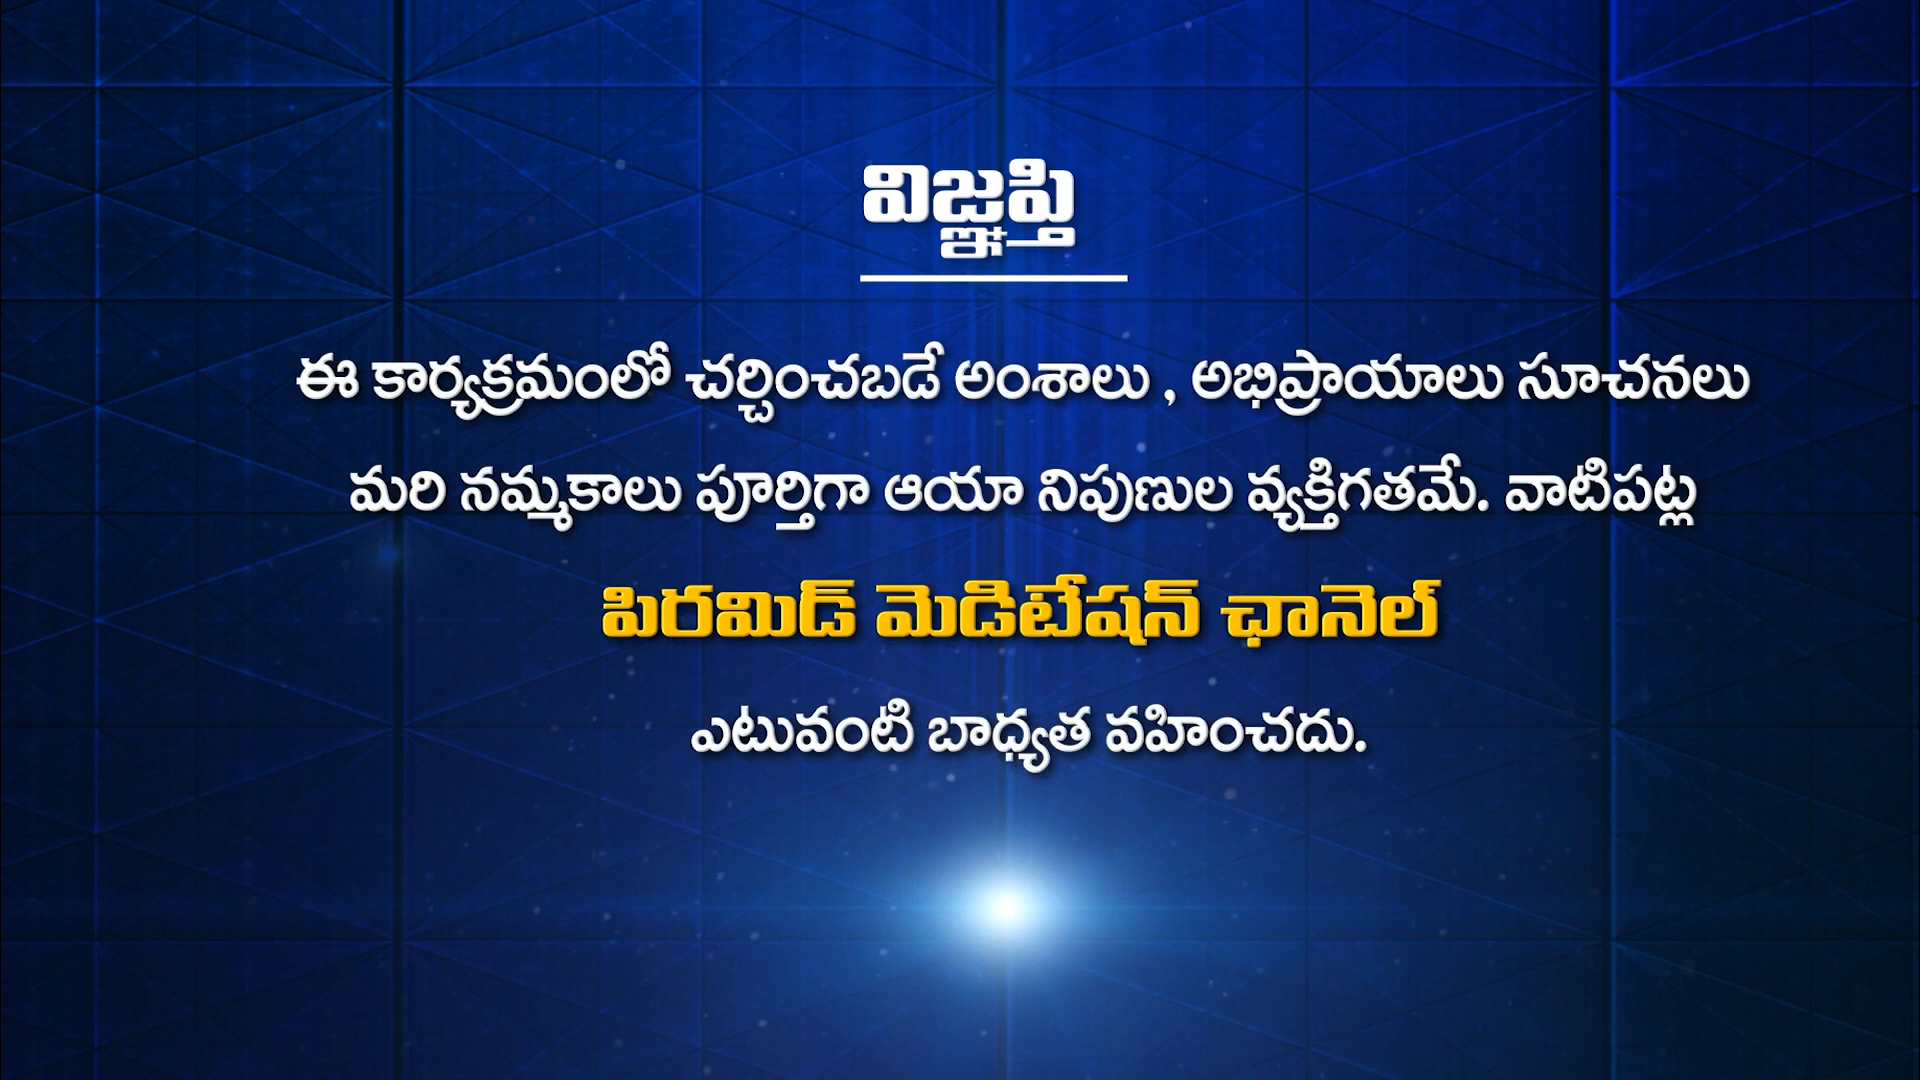 విజ్ఞప్తి
ఈ కార్యక్రమంలో చర్చించబడే అంశాలు , అభిప్రాయాలు సూచనలు
మరి నమ్మకాలు పూర్తిగా ఆయా నిపుణుల వ్యక్తిగతమే. వాటిపట్ల
పిరమిడ్ మెడిటేషన్ ఛానెల్
ఎటువంటి బాధ్యత వహించదు.